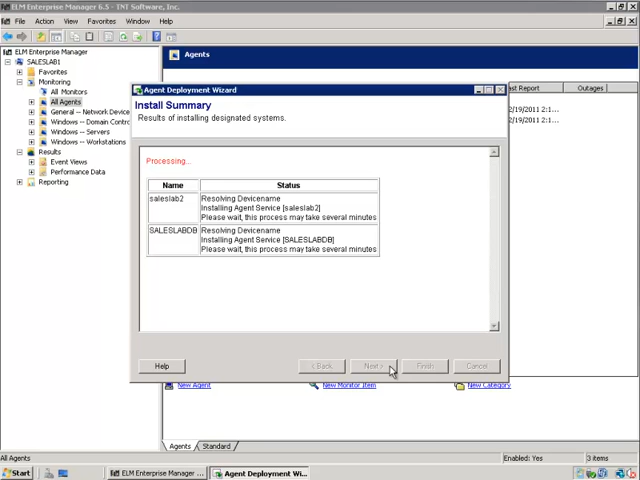 ELM Enterprise Manager 6.5 - TNT Software, Inc.
File Action View Favorites Window Help
ELM Enterprise Manager
SALESLAB1
Favorites
Monitoring
All Monitors
All Agents
General -- Network Device
Windows -- Domain Contro
Windows -- Servers
Windows -- Workstations
Results
Event Views
Performance Data
Reporting
Agents
ast Report Outages
2/19/2011 2:1...
2/19/2011 2:1...
Agent Deployment Wizard
Install Summary
Results of installing designated systems.
Processing...
Name Status
saleslab2
Resolving Devicename
Installing Agent Service [saleslab2]
Please wait, this process may take several minutes
SALESLABDB
Resolving Devicename
Installing Agent Service [SALESLABDB]
Please wait, this process may take several minutes
Help < Back Next > Finish Cancel
New Agent New Monitor Item New Category
Agents Standard
All Agents Enabled: Yes 3 items
Start ELM Enterprise Manager ... Agent Deployment Wi...